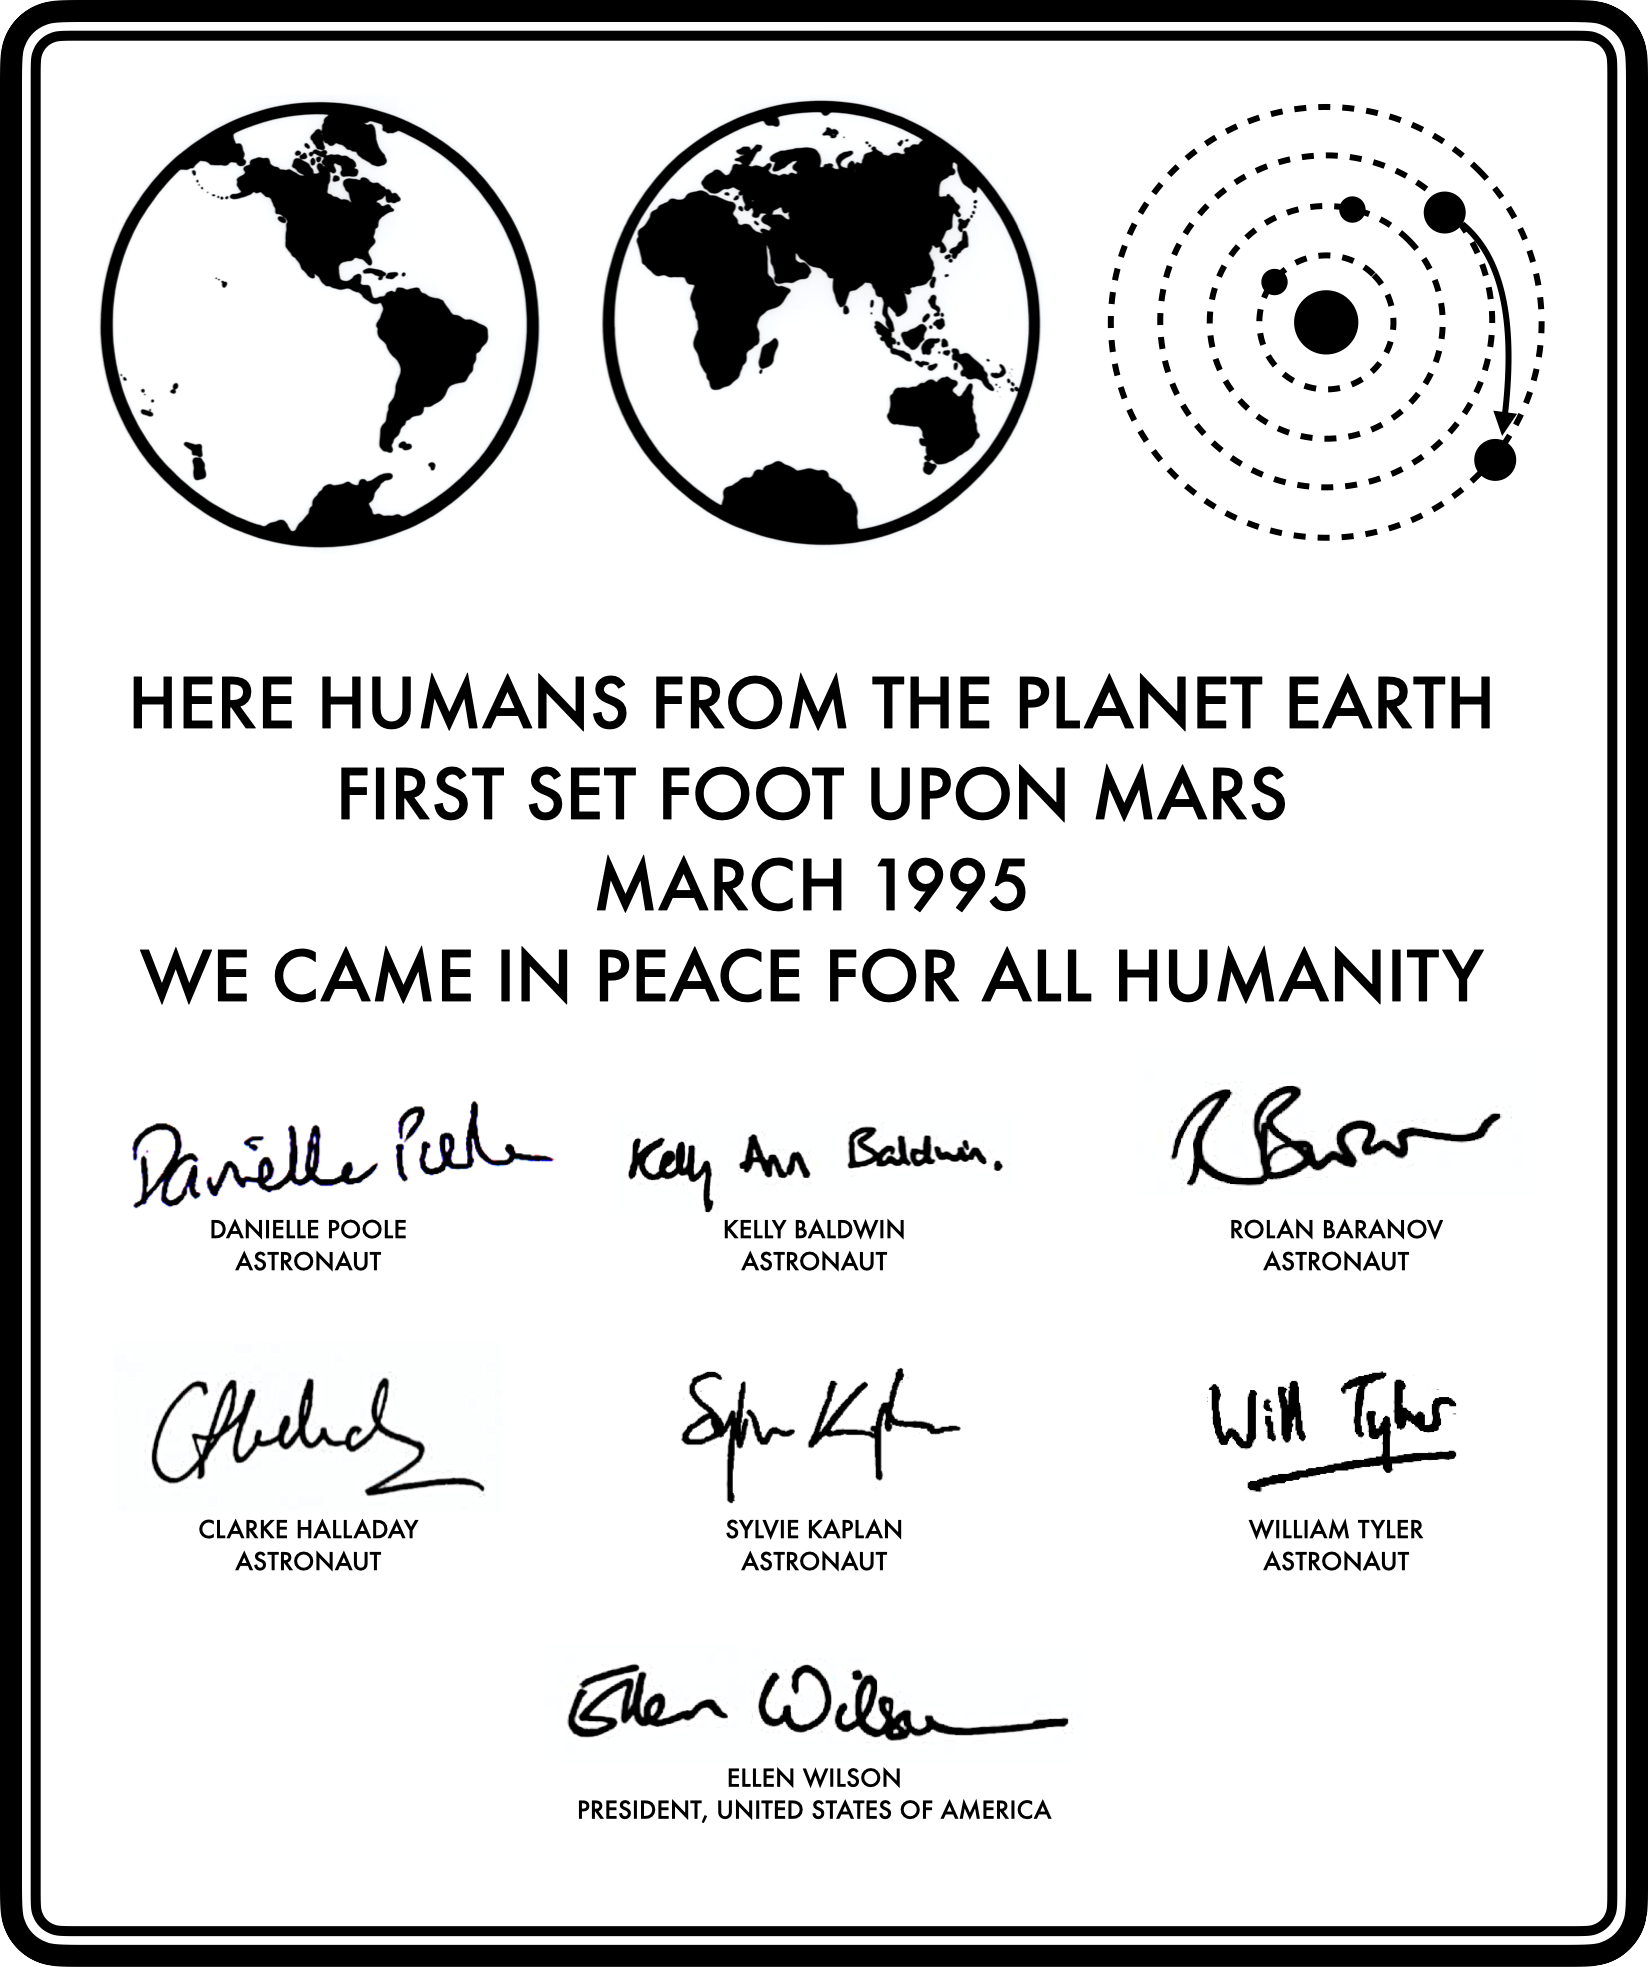 HERE HUMANS FROM THE PLANET EARTH
FIRST SET FOOT UPON MARS
MARCH 1995
WE CAME IN PEACE FOR ALL HUMANITY
Danielle Poole Kelly Ann Baldwin. R Baranov
DANIELLE POOLE KELLY BALDWIN ROLAN BARANOV
ASTRONAUT ASTRONAUT ASTRONAUT
CHalladay Sylvie Kaplan Will Tyler
CLARKE HALLADAY SYLVIE KAPLAN WILLIAM TYLER
ASTRONAUT ASTRONAUT ASTRONAUT
Ellen Wilson
ELLEN WILSON
PRESIDENT, UNITED STATES OF AMERICA